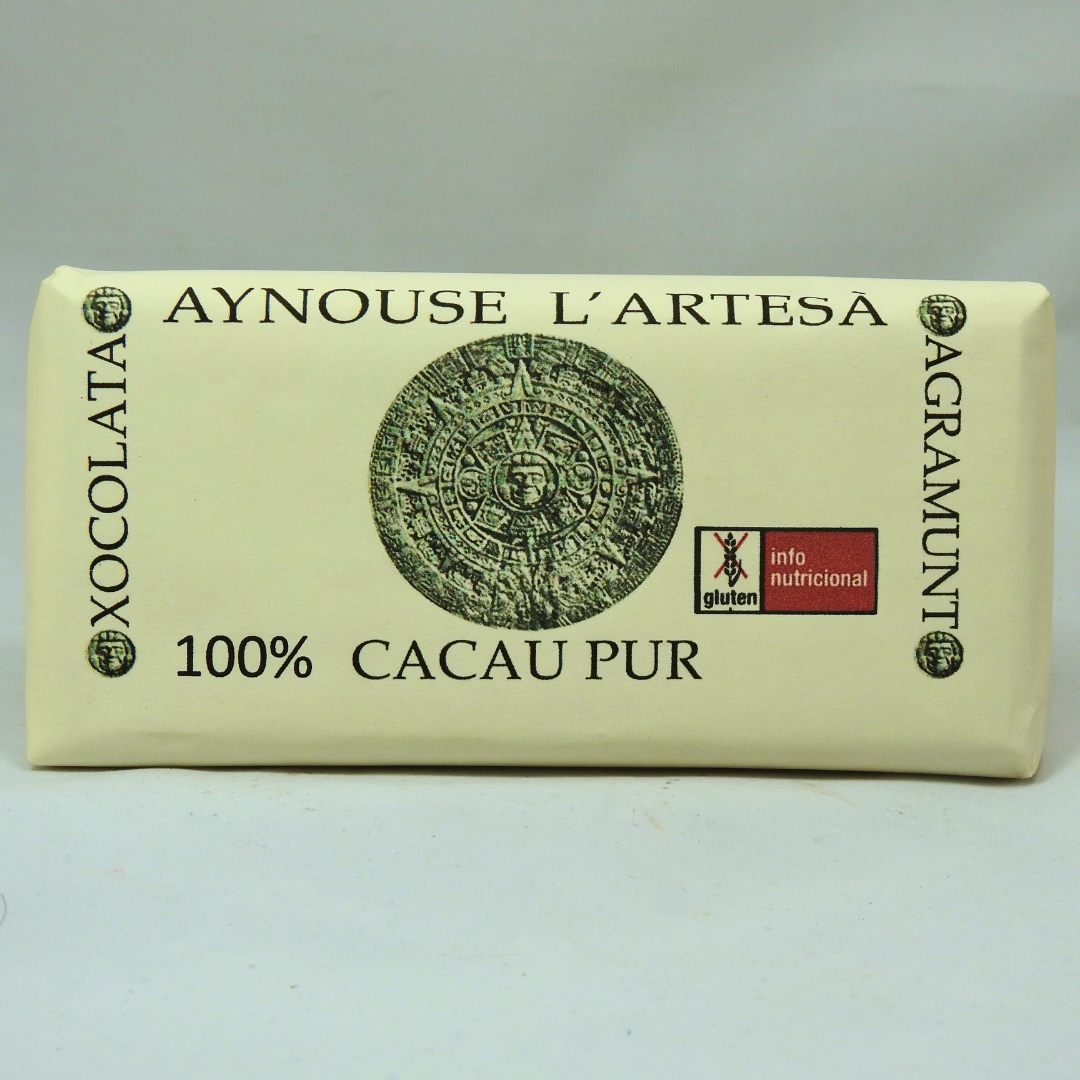 AYNOUSE L'ARTESÀ
XOCOLATA
AGRAMUNT
gluten
info
nutricional
100% CACAU PUR